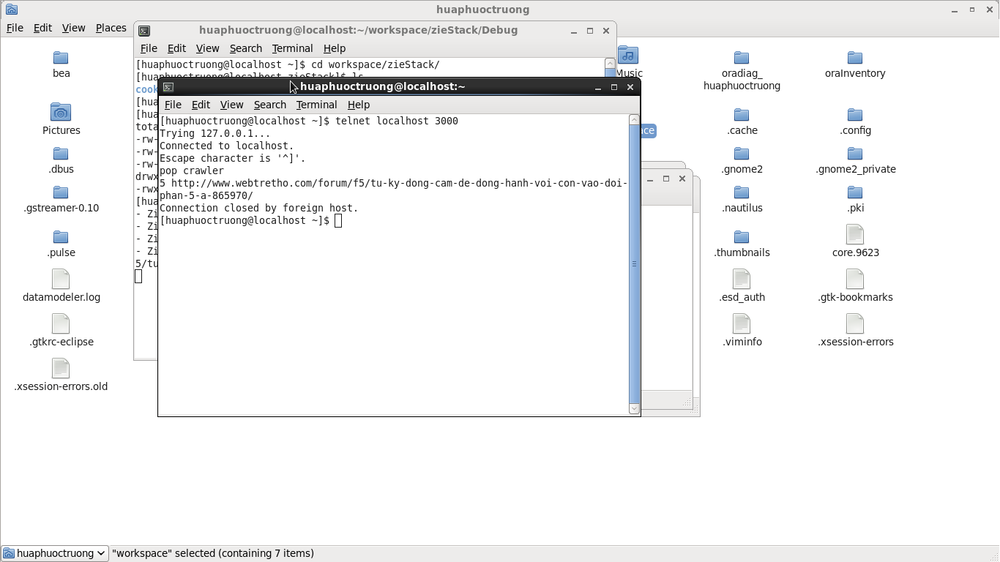 huaphuoctruong
File Edit View Places
huaphuoctruong@localhost:~/workspace/zieStack/Debug
File Edit View Search Terminal Help
[huaphuoctruong@localhost ~]$ cd workspace/zieStack/
[huaphuoctruong@localhost zieStack]$ ls
cook
[hua
[hua
tota
-rw-
-rw-
-rw-
drwx
-rwx
[hua
- Zi
- Zi
- Zi
- Zi
5/tu
huaphuoctruong@localhost:~
File Edit View Search Terminal Help
[huaphuoctruong@localhost ~]$ telnet localhost 3000
Trying 127.0.0.1...
Connected to localhost.
Escape character is '^]'.
pop crawler
5 http://www.webtretho.com/forum/f5/tu-ky-dong-cam-de-dong-hanh-voi-con-vao-doi-
phan-5-a-865970/
Connection closed by foreign host.
[huaphuoctruong@localhost ~]$
bea
Music
oradiag_
huaphuoctruong
oraInventory
Pictures
ace
.cache
.config
.dbus
.gnome2
.gnome2_private
.gstreamer-0.10
.nautilus
.pki
.pulse
.thumbnails
core.9623
datamodeler.log
.esd_auth
.gtk-bookmarks
.gtkrc-eclipse
.viminfo
.xsession-errors
.xsession-errors.old
huaphuoctruong
"workspace" selected (containing 7 items)